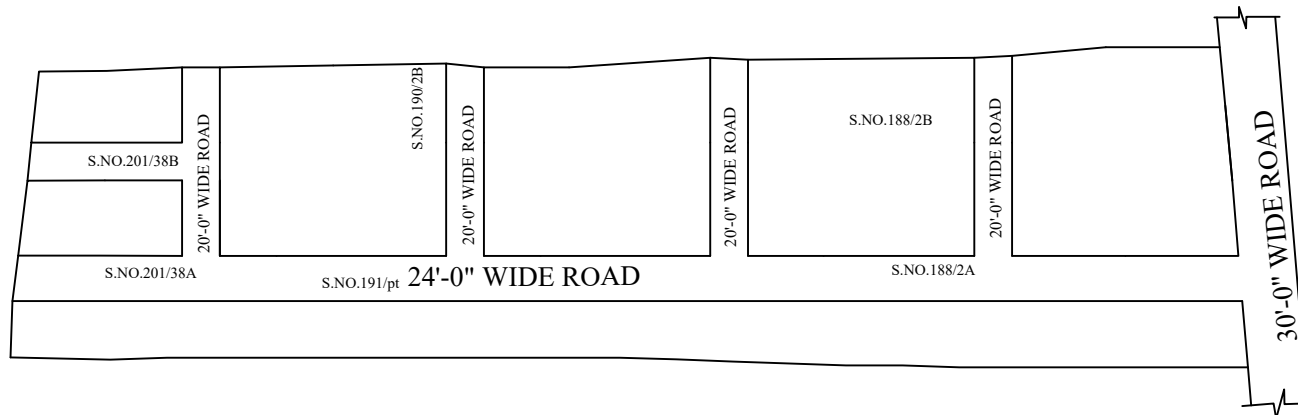 S.NO.201/38B
20'-0" WIDE ROAD
S.NO.190/2B
20'-0" WIDE ROAD
20'-0" WIDE ROAD
S.NO.188/2B
20'-0" WIDE ROAD
30'-0" WIDE ROAD
S.NO.201/38A
S.NO.191/pt
24'-0" WIDE ROAD
S.NO.188/2A